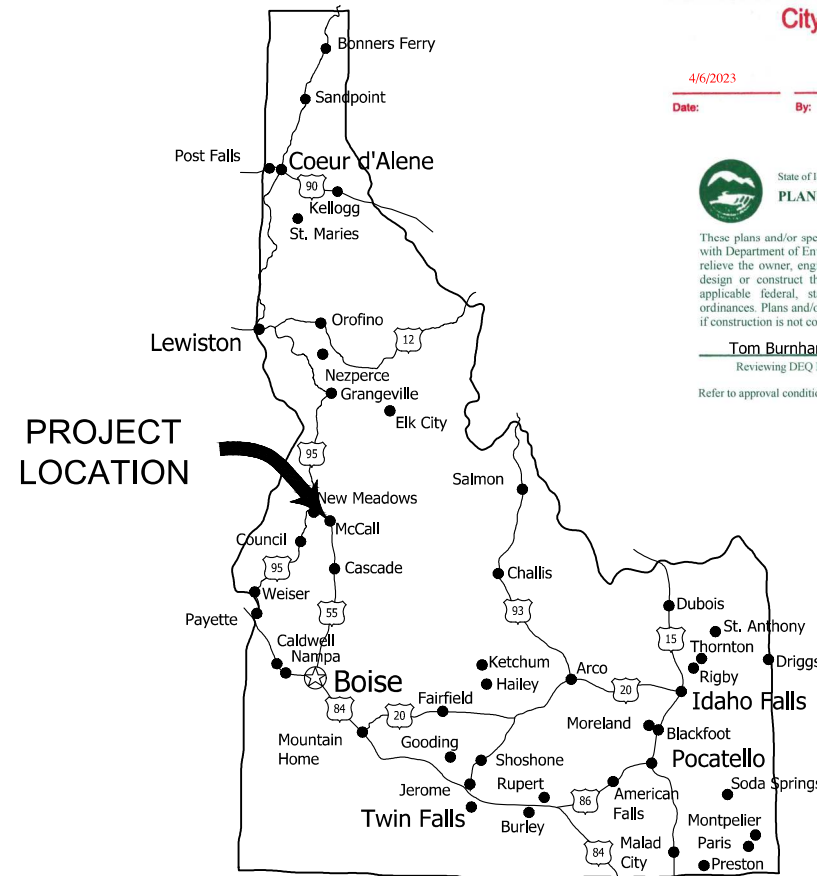 City
4/6/2023
Date:
By:
State of I
PLAN
These plans and/or spe
with Department of En
relieve the owner, eng
design or construct th
applicable federal, st
ordinances. Plans and/o
if construction is not co
Tom Burnha
Reviewing DEQ
Refer to approval conditi
Bonners Ferry
Sandpoint
Post Falls
Coeur d'Alene
90
Kellogg
St. Maries
Orofino
Lewiston
12
Nezperce
Grangeville
Elk City
PROJECT
LOCATION
95
Salmon
New Meadows
McCall
Council
Cascade
95
Challis
Weiser
55
93
Dubois
Payette
15
St. Anthony
Thornton
Caldwell
Nampa
Ketchum
Arco
Driggs
Rigby
Boise
Hailey
20
Idaho Falls
84
Fairfield
20
Moreland
Blackfoot
Mountain
Home
Gooding
Shoshone
Pocatello
Jerome
Rupert
86
American
Falls
Soda Springs
Twin Falls
Burley
Montpelier
84
Malad
City
Paris
Preston